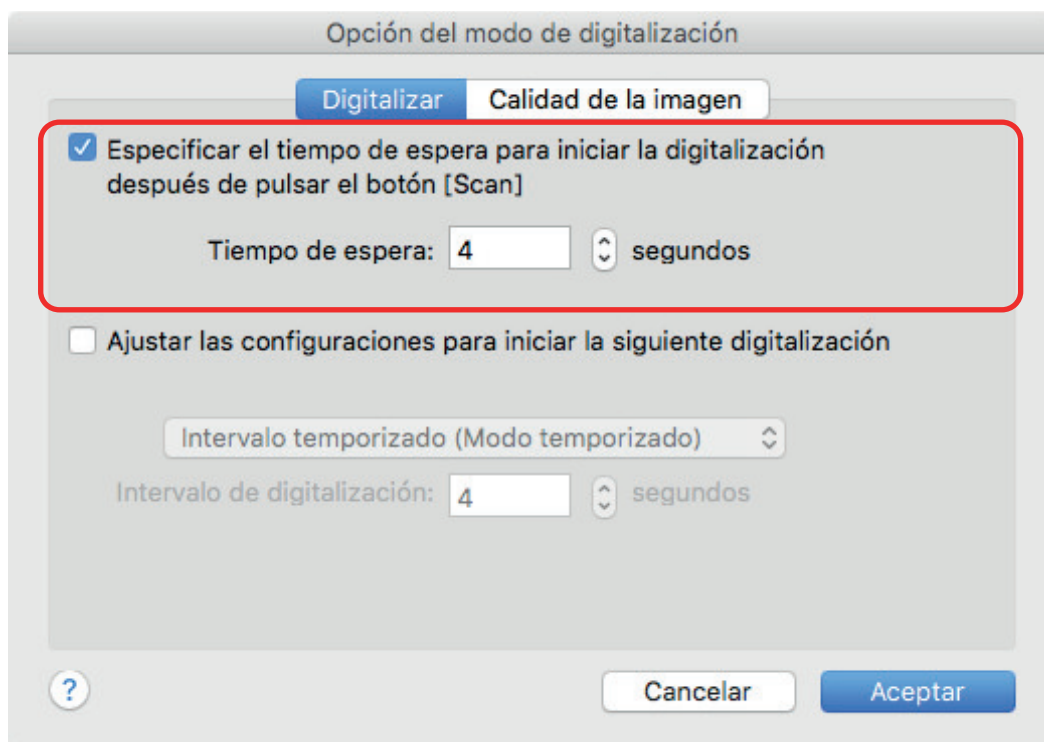 Opción del modo de digitalización
Digitalizar Calidad de la imagen
Especificar el tiempo de espera para iniciar la digitalización
después de pulsar el botón [Scan]
Tiempo de espera: 4 segundos
Ajustar las configuraciones para iniciar la siguiente digitalización
Intervalo temporizado (Modo temporizado)
Intervalo de digitalización: 4 segundos
? Cancelar Aceptar